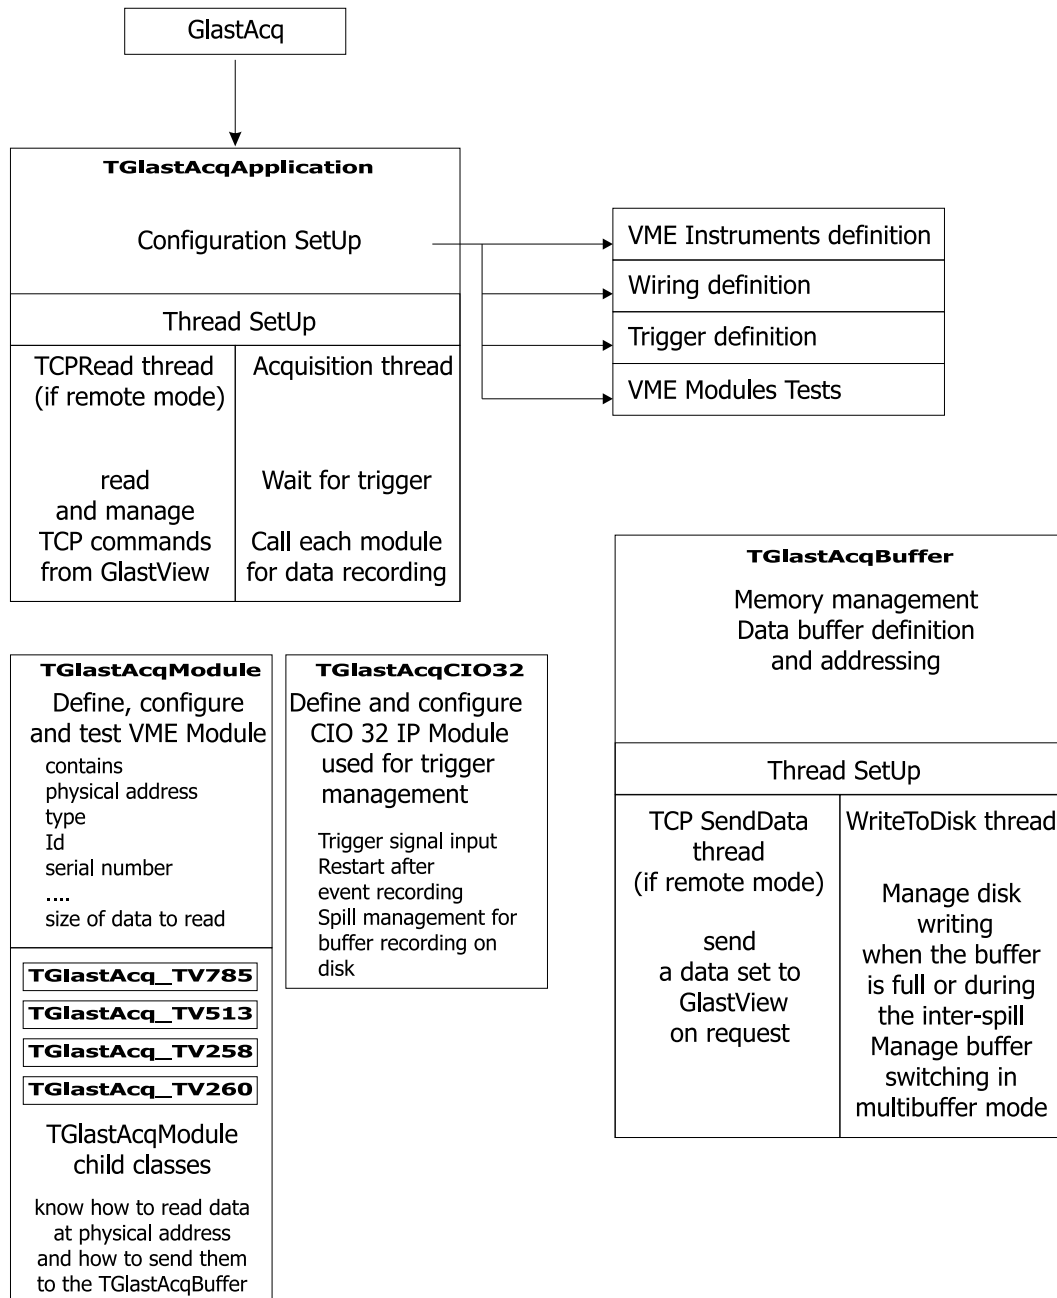 GlastAcq
TGlastAcqApplication
Configuration SetUp
Thread SetUp
TCPRead thread
(if remote mode)
read
and manage
TCP commands
from GlastView
Acquisition thread
Wait for trigger
Call each module
for data recording
VME Instruments definition
Wiring definition
Trigger definition
VME Modules Tests
TGlastAcqBuffer
Memory management
Data buffer definition
and addressing
Thread SetUp
TCP SendData
thread
(if remote mode)
send
a data set to
GlastView
on request
WriteToDisk thread
Manage disk
writing
when the buffer
is full or during
the inter-spill
Manage buffer
switching in
multibuffer mode
TGlastAcqModule
Define, configure
and test VME Module
contains
physical address
type
Id
serial number
....
size of data to read
TGlastAcq_TV785
TGlastAcq_TV513
TGlastAcq_TV258
TGlastAcq_TV260
TGlastAcqModule
child classes
know how to read data
at physical address
and how to send them
to the TGlastAcqBuffer
TGlastAcqCIO32
Define and configure
CIO 32 IP Module
used for trigger
management
Trigger signal input
Restart after
event recording
Spill management for
buffer recording on
disk